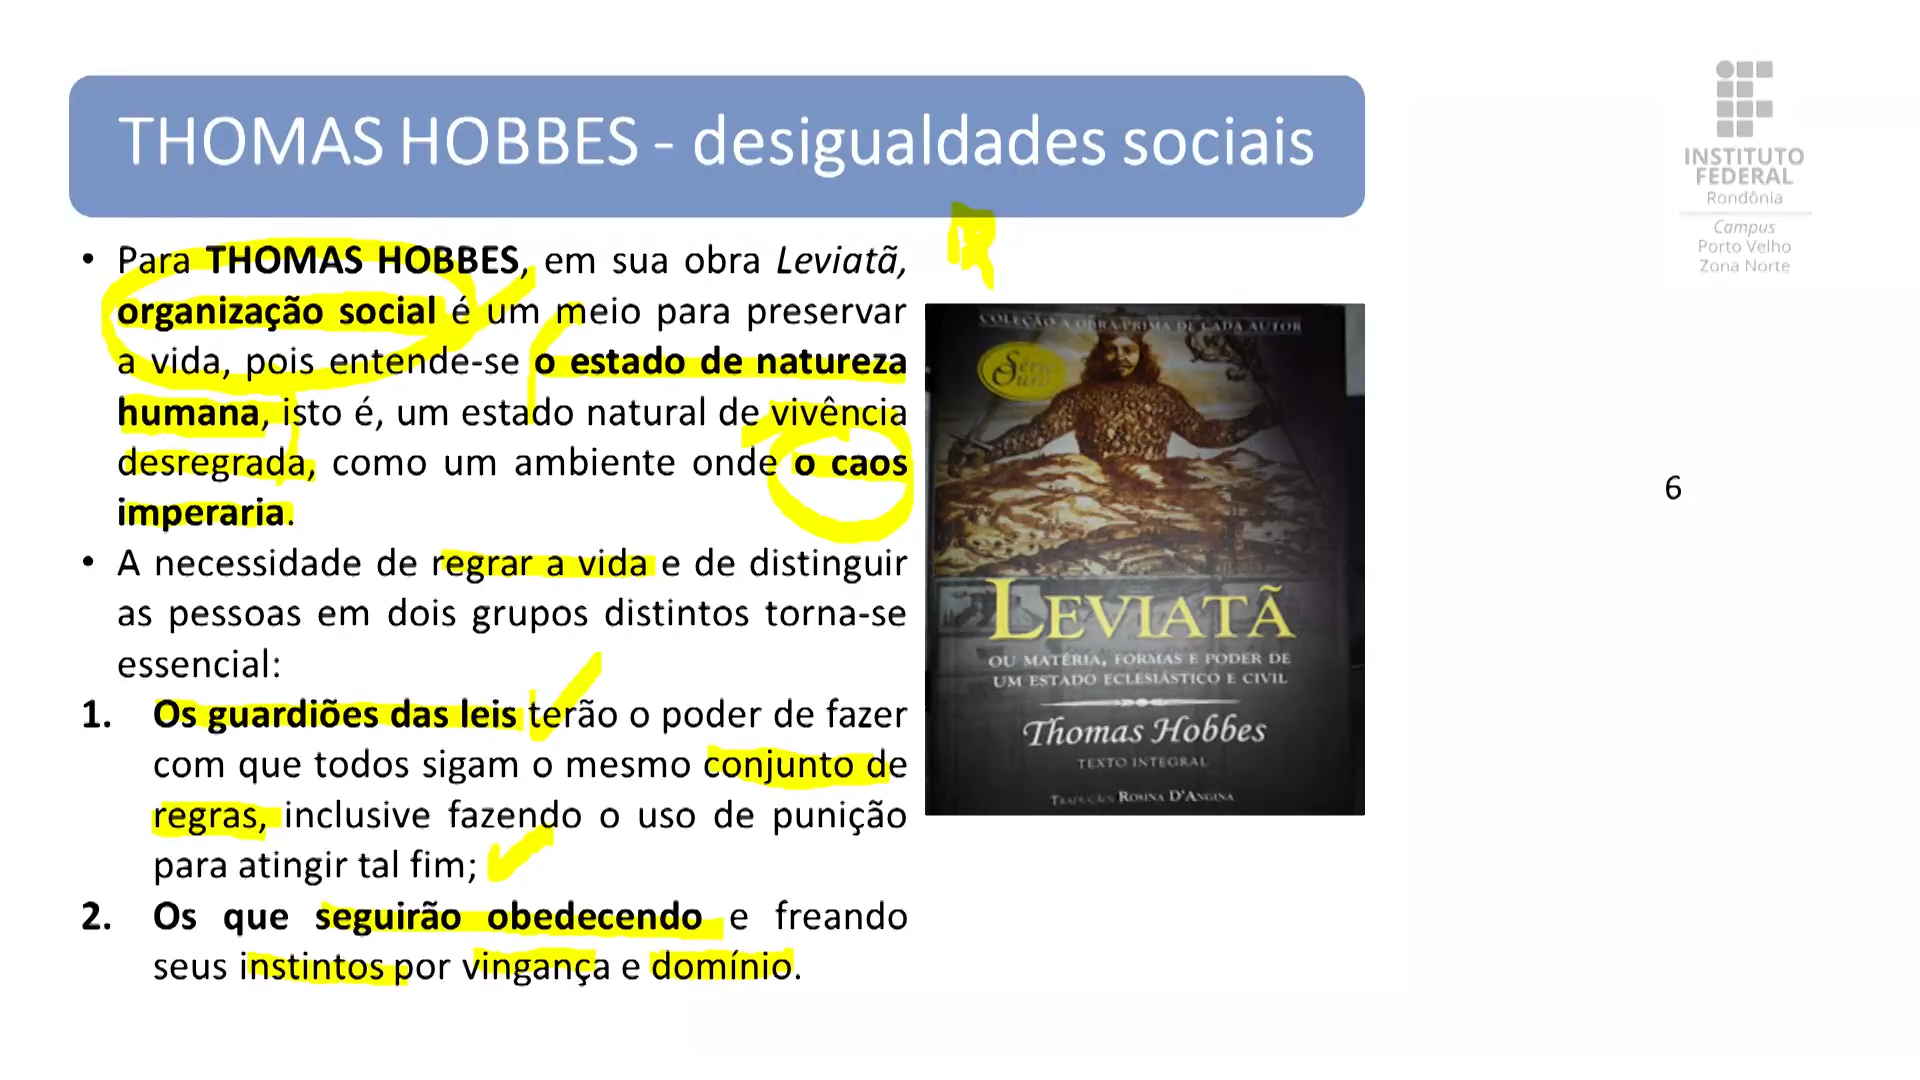 THOMAS HOBBES - desigualdades sociais
INSTITUTO
FEDERAL
Rondônia
Campus
Porto Velho
Zona Norte
• Para THOMAS HOBBES, em sua obra Leviatã,
organização social é um meio para preservar
a vida, pois entende-se o estado de natureza
humana, isto é, um estado natural de vivência
desregrada, como um ambiente onde o caos
imperaria.
• A necessidade de regrar a vida e de distinguir
as pessoas em dois grupos distintos torna-se
essencial:
1. Os guardiões das leis terão o poder de fazer
com que todos sigam o mesmo conjunto de
regras, inclusive fazendo o uso de punição
para atingir tal fim;
2. Os que seguirão obedecendo e freando
seus instintos por vingança e domínio.
COLEÇÃO A OBRA-PRIMA DE CADA AUTOR
Série
Ouro
LEVIATÃ
OU MATÉRIA, FORMAS E PODER DE
UM ESTADO ECLESIÁSTICO E CIVIL
Thomas Hobbes
TEXTO INTEGRAL
TRADUÇÃO: ROSINA D'ANGINA
6